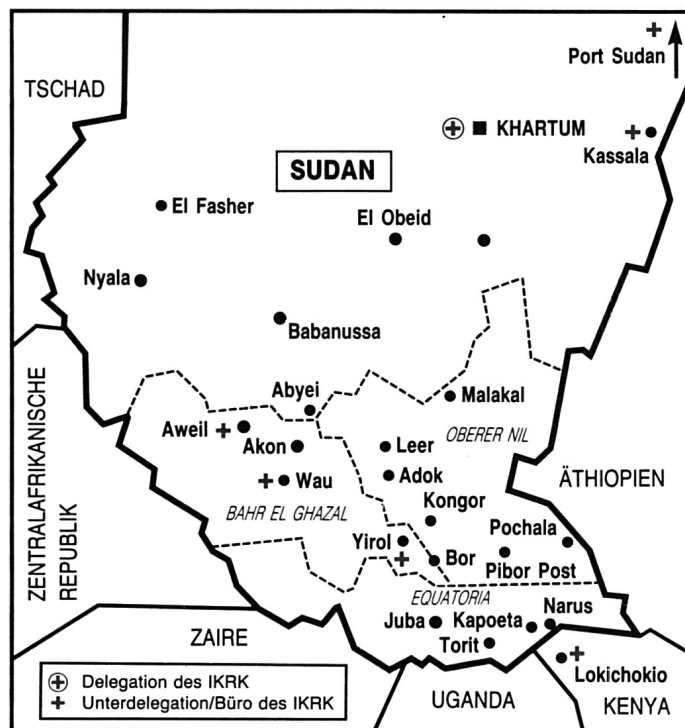 Port Sudan
TSCHAD
KHARTUM
Kassala
SUDAN
El Fasher
El Obeid
Nyala
Babanussa
ZENTRALAFRIKANISCHE
REPUBLIK
Abyei
Malakal
Aweil
Akon
Leer
OBERER NIL
Wau
Adok
ÄTHIOPIEN
BAHR EL GHAZAL
Kongor
Yirol
Bor
Pochala
Pibor Post
EQUATORIA
Juba
Kapoeta
Narus
Torit
ZAIRE
Lokichokio
UGANDA
KENYA
Delegation des IKRK
Unterdelegation/Büro des IKRK